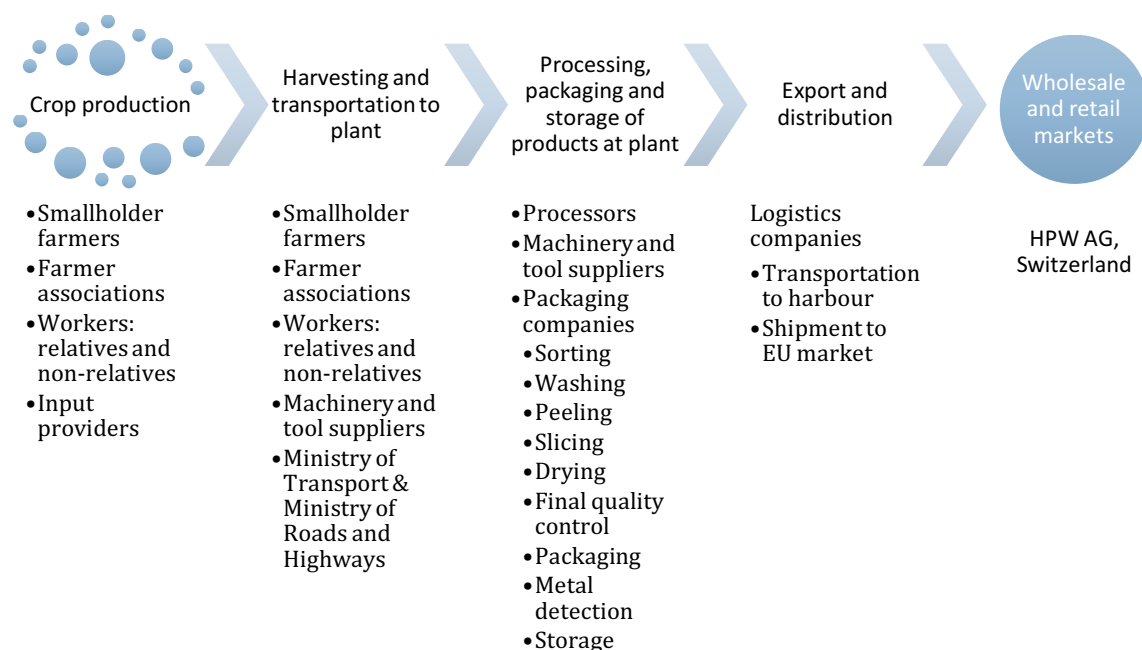 Crop production
Harvesting and
transportation to
plant
Processing,
packaging and
storage of
products at plant
Export and
distribution
Wholesale
and retail
markets
•Smallholder
farmers
•Farmer
associations
•Workers:
relatives and
non-relatives
•Input
providers
•Smallholder
farmers
•Farmer
associations
•Workers:
relatives and
non-relatives
•Machinery and
tool suppliers
•Ministry of
Transport &
Ministry of
Roads and
Highways
•Processors
•Machinery and
tool suppliers
•Packaging
companies
•Sorting
•Washing
•Peeling
•Slicing
•Drying
•Final quality
control
•Packaging
•Metal
detection
•Storage
Logistics
companies
•Transportation
to harbour
•Shipment to
EU market
HPW AG,
Switzerland